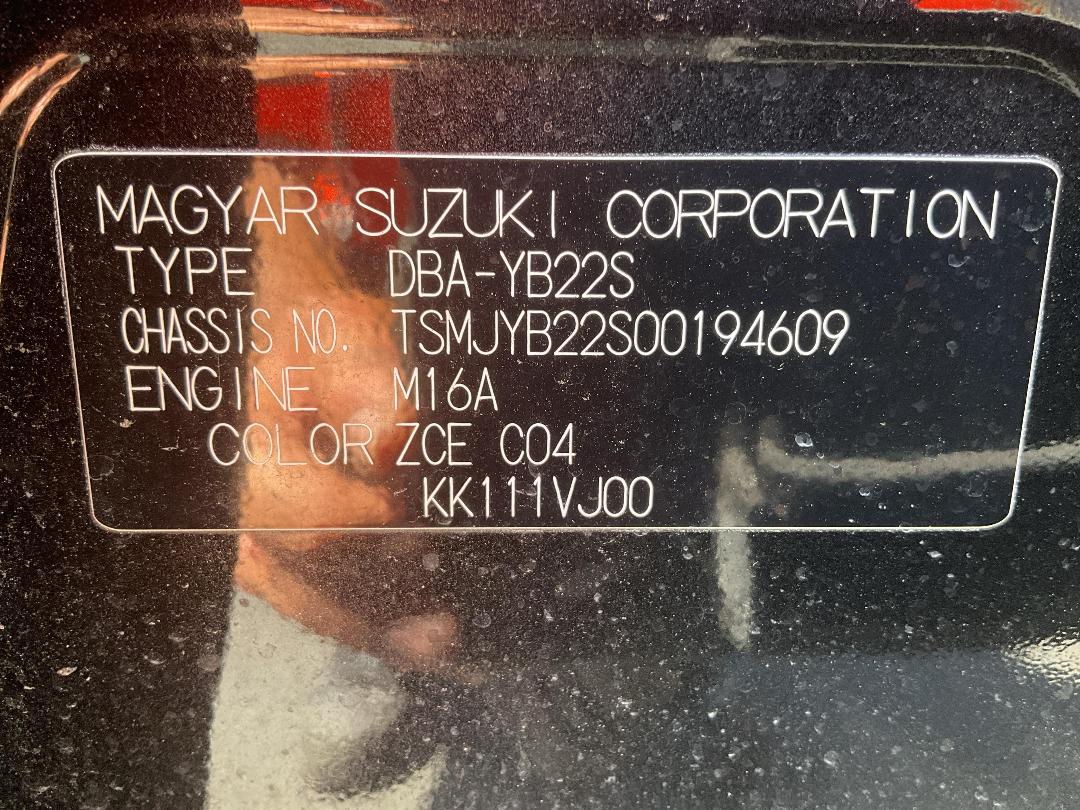 MAGYAR SUZUKI CORPORATION
TYPE DBA-YB22S
CHASSIS NO. TSMJYB22S00194609
ENGINE M16A
COLOR ZCE C04
KK111VJ00